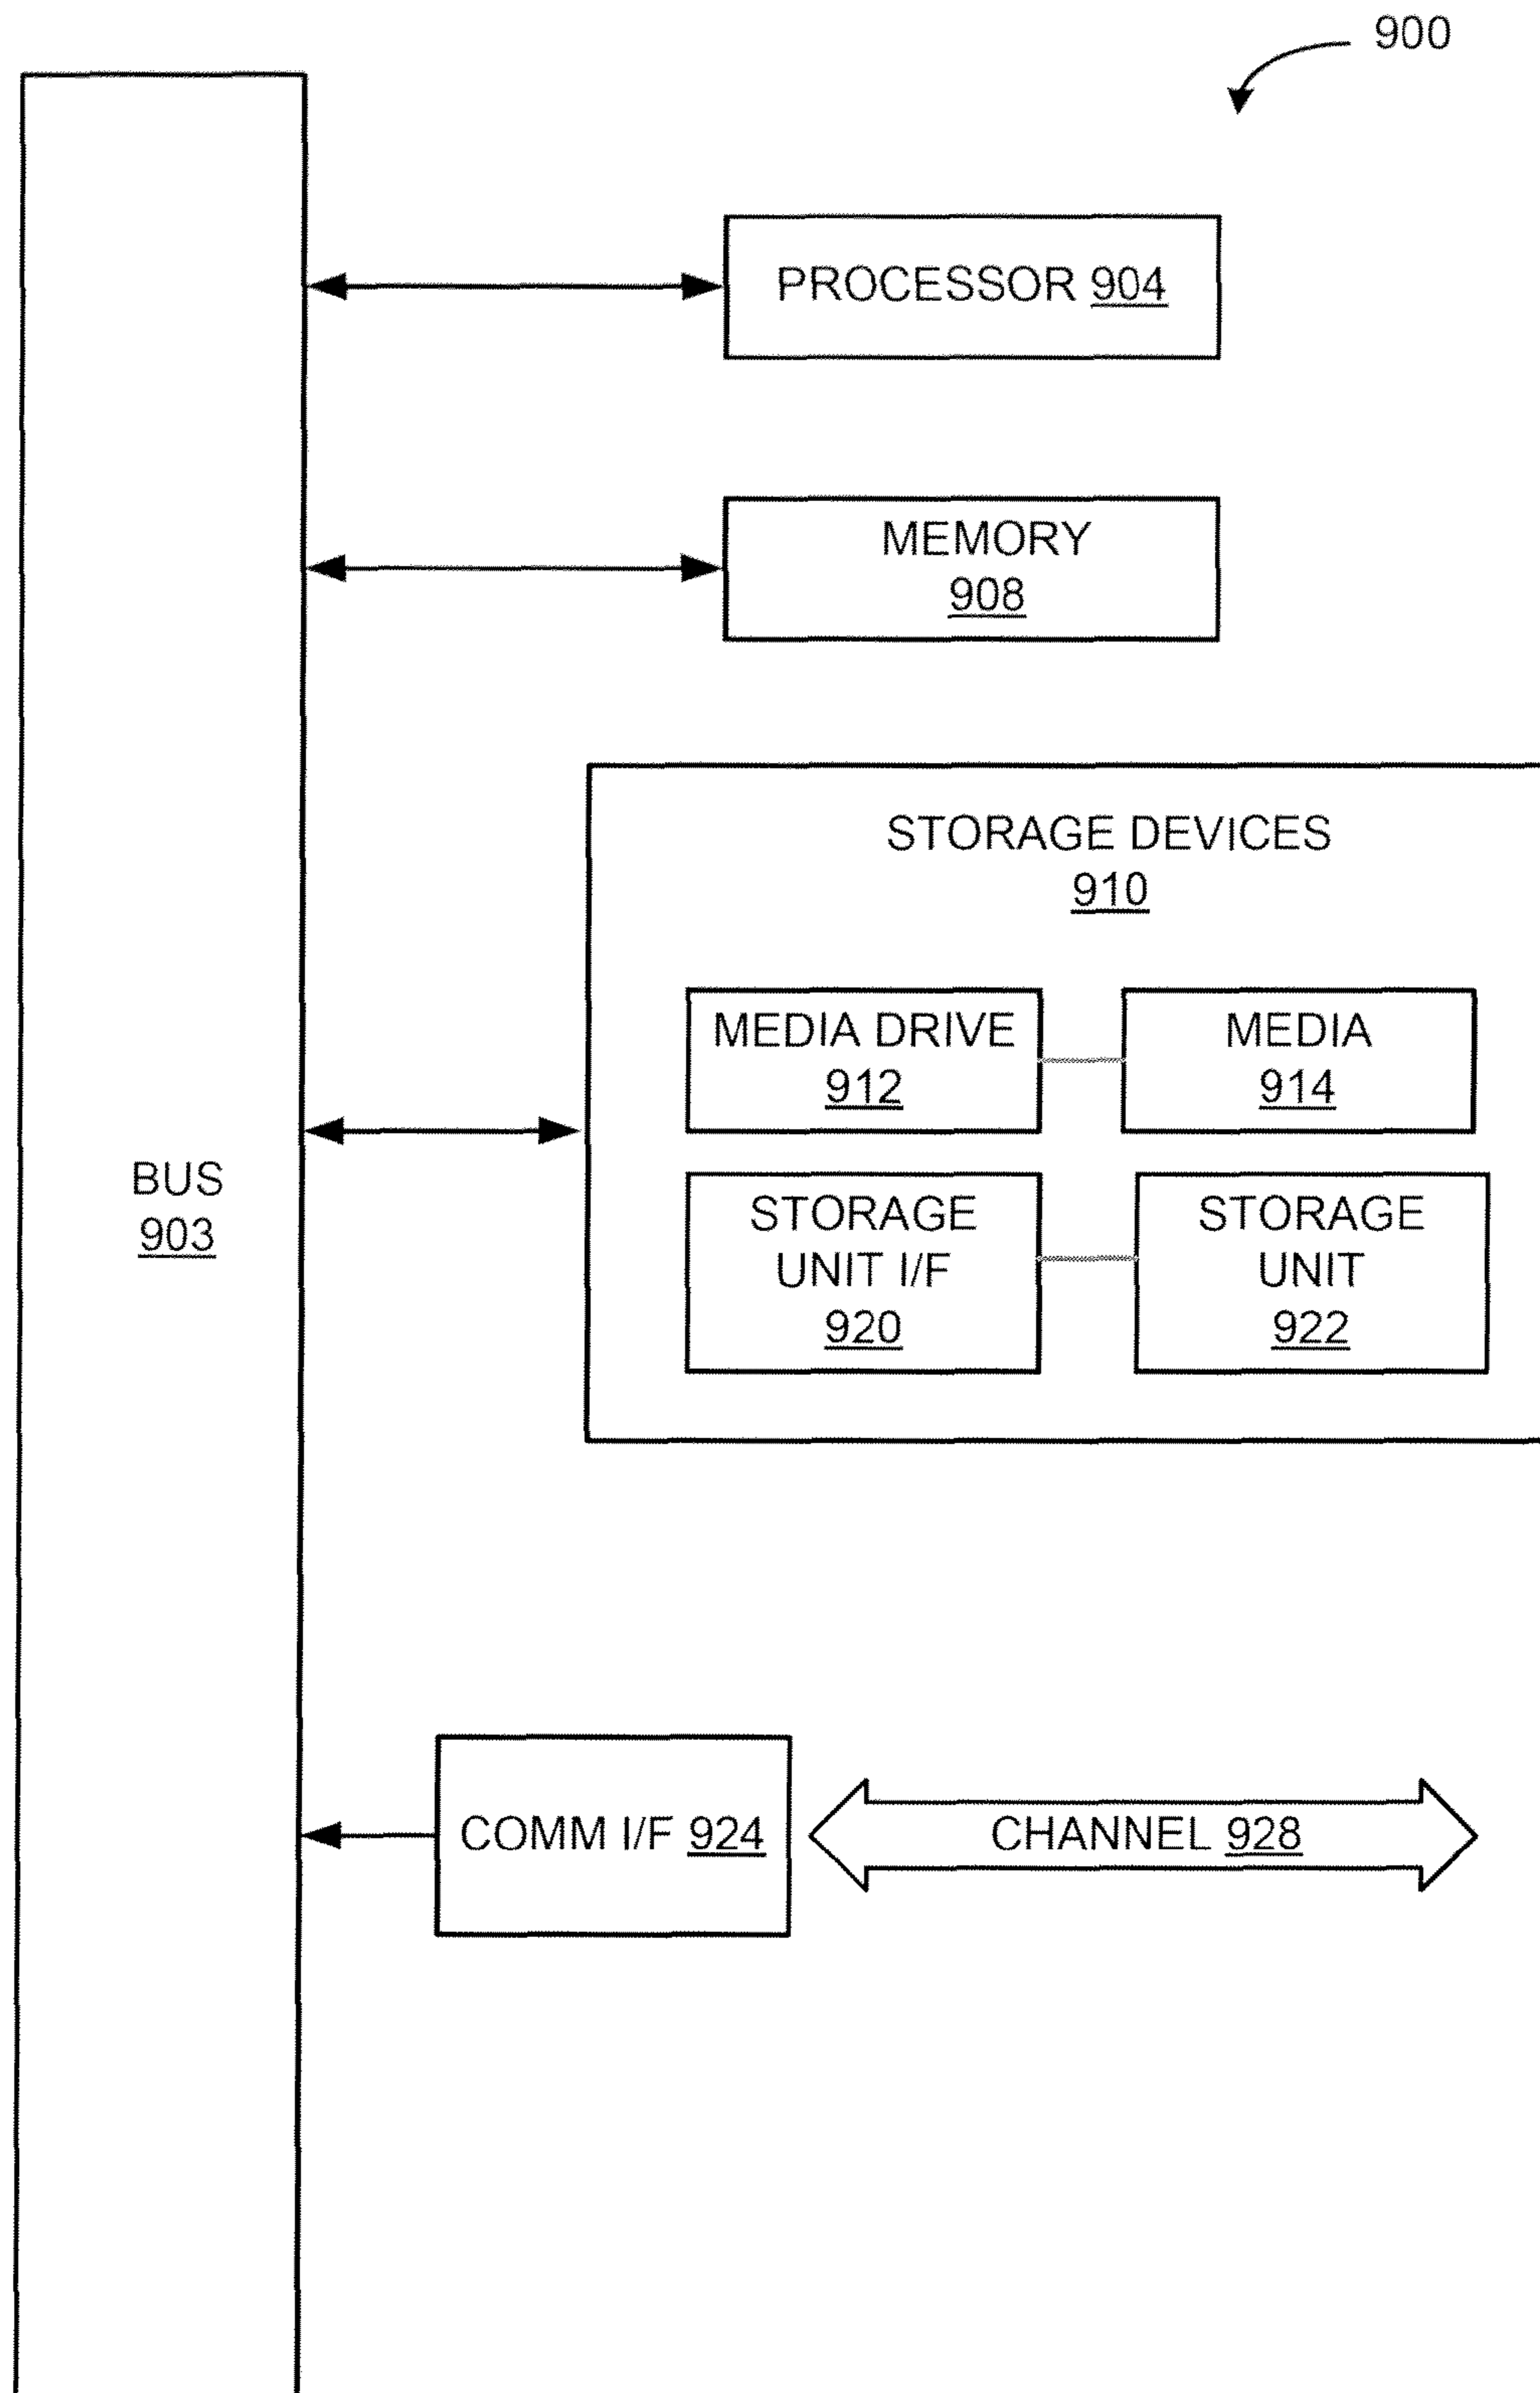 900
PROCESSOR 904
MEMORY
908
STORAGE DEVICES
910
MEDIA DRIVE
912
MEDIA
914
BUS
903
STORAGE
UNIT I/F
920
STORAGE
UNIT
922
COMM I/F 924
CHANNEL 928